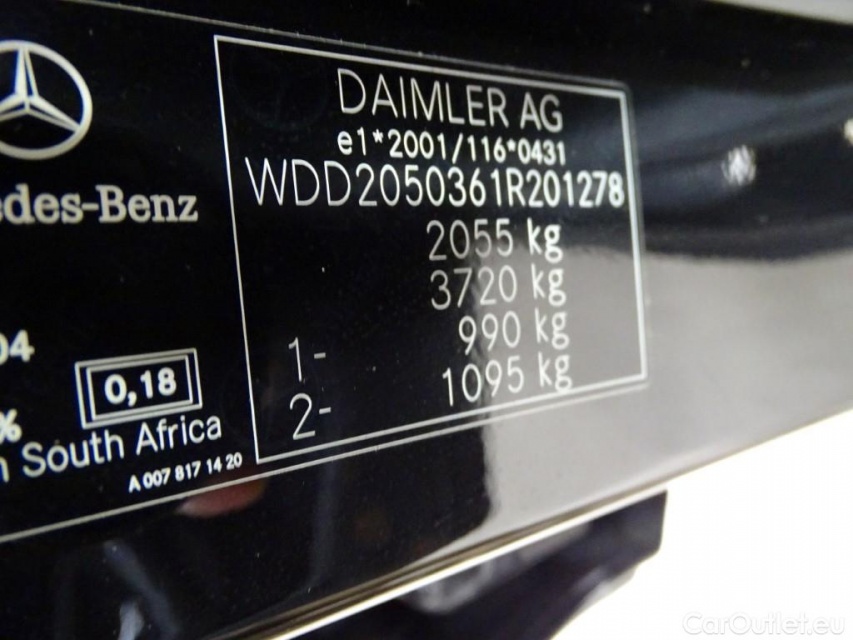 DAIMLER AG
e1*2001/116*0431
WDD2050361R201278
2055 kg
3720 kg
1- 990 kg
2- 1095 kg
edes-Benz
04
0,18
%
n South Africa
A 007 817 14 20
CarOutlet.eu